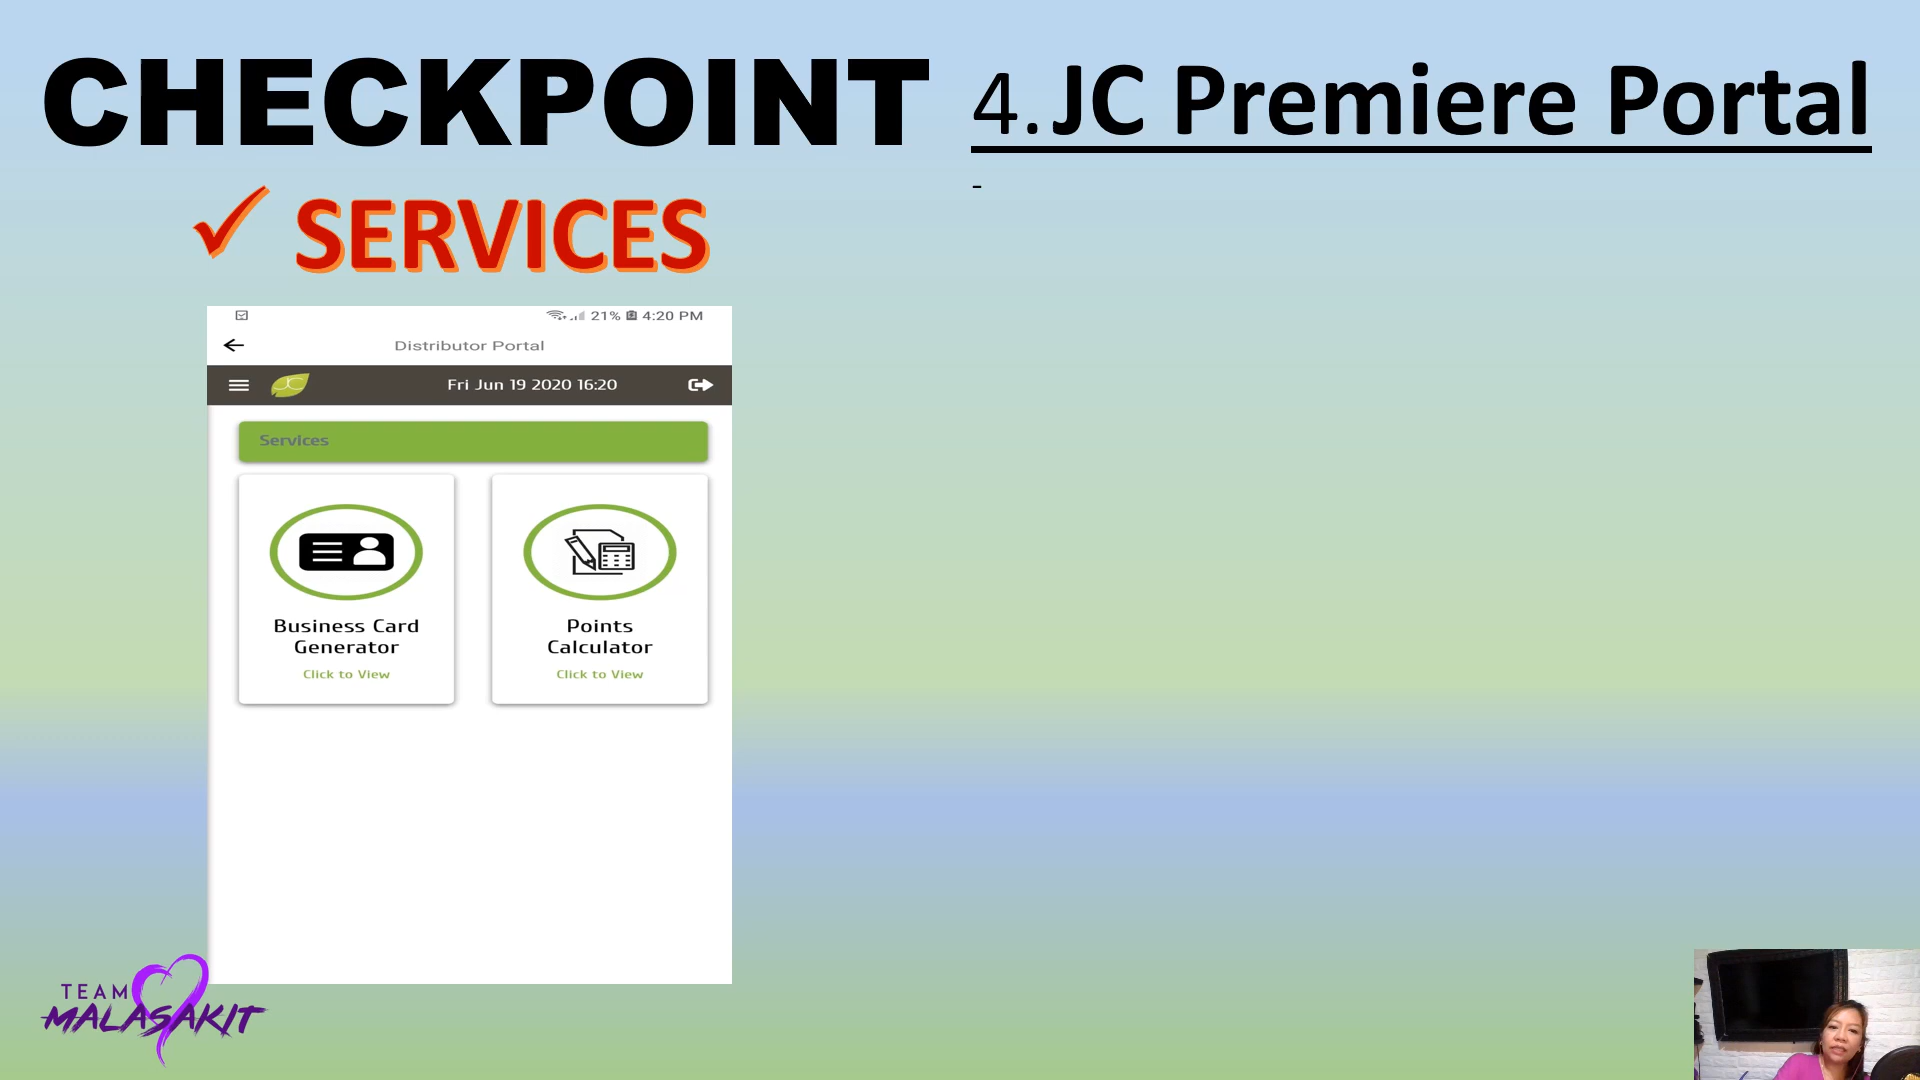 CHECKPOINT
4. JC Premiere Portal
-
✓ SERVICES
21% 4:20 PM
Distributor Portal
JC
Fri Jun 19 2020 16:20
Services
Business Card
Generator
Click to View
Points
Calculator
Click to View
TEAM
MALASAKIT